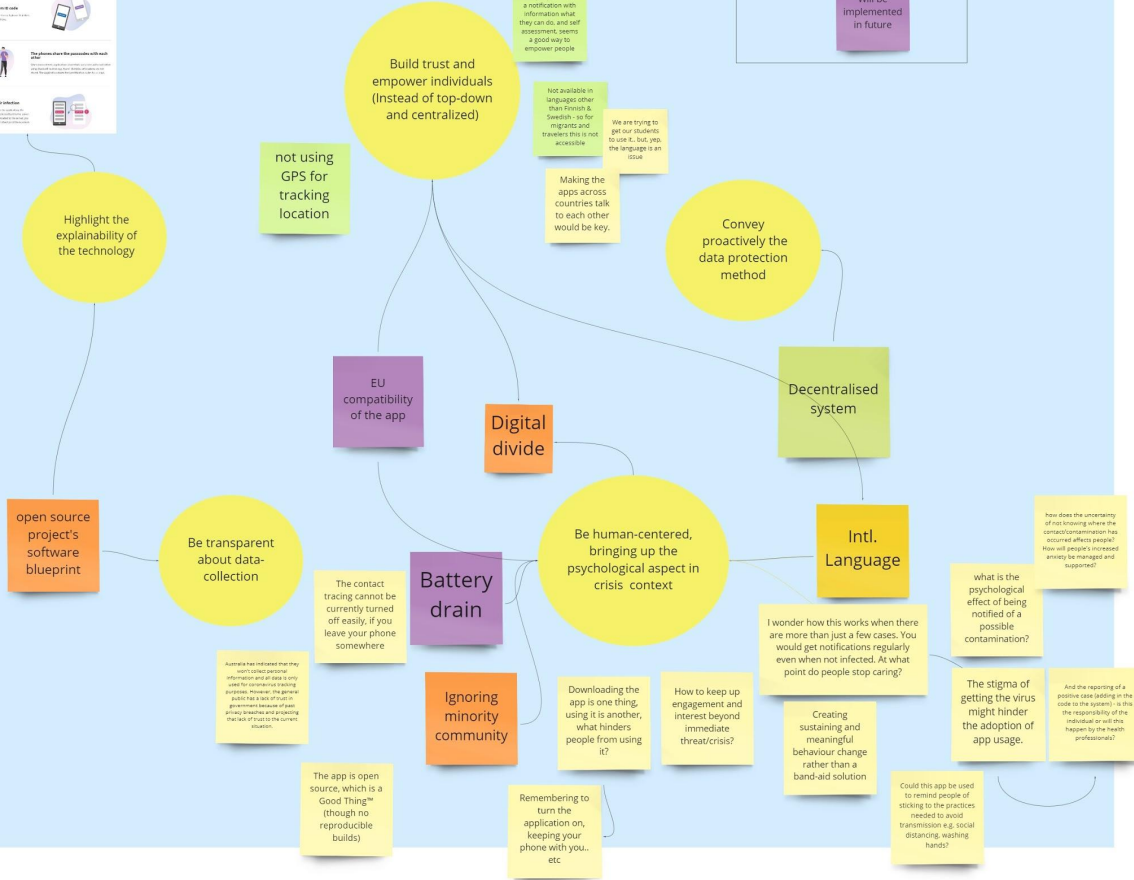 The phones share the passcodes with each
other
a notification with
information what
they can do, and self
assessment, seems
a good way to
empower people
Will be
implemented
in future
Build trust and
empower individuals
(Instead of top-down
and centralized)
Not available in
languages other
than Finnish &
Swedish - so for
migrants and
travelers this is not
accessible
We are trying to
get our students
to use it.. but, yep,
the language is an
issue
not using
GPS for
tracking
location
Making the
apps across
countries talk
to each other
would be key.
Highlight the
explainability of
the technology
Convey
proactively the
data protection
method
EU
compatibility
of the app
Digital
divide
Decentralised
system
open source
project's
software
blueprint
Be transparent
about data-
collection
Be human-centered,
bringing up the
psychological aspect in
crisis context
Intl.
Language
how does the uncertainty
of not knowing where the
contact/contamination has
occurred affects people?
How will people's increased
anxiety be managed and
supported?
The contact
tracing cannot be
currently turned
off easily, if you
leave your phone
somewhere
Battery
drain
what is the
psychological
effect of being
notified of a
possible
contamination?
I wonder how this works when there
are more than just a few cases. You
would get notifications regularly
even when not infected. At what
point do people stop caring?
Australia has indicated that they
won't collect personal
information and all data is only
used for coronavirus tracking
purposes. However, the general
public has a lack of trust in
government because of past
privacy breaches and projecting
that lack of trust to the current
situation.
Ignoring
minority
community
Downloading the
app is one thing,
using it is another,
what hinders
people from using
it?
How to keep up
engagement and
interest beyond
immediate
threat/crisis?
Creating
sustaining and
meaningful
behaviour change
rather than a
band-aid solution
The stigma of
getting the virus
might hinder
the adoption of
app usage.
And the reporting of a
positive case (adding in the
code to the system) - is this
the responsibility of the
individual or will this
happen by the health
professionals?
The app is open
source, which is a
Good Thing™
(though no
reproducible
builds)
Remembering to
turn the
application on,
keeping your
phone with you..
etc
Could this app be used
to remind people of
sticking to the practices
needed to avoid
transmission e.g. social
distancing, washing
hands?